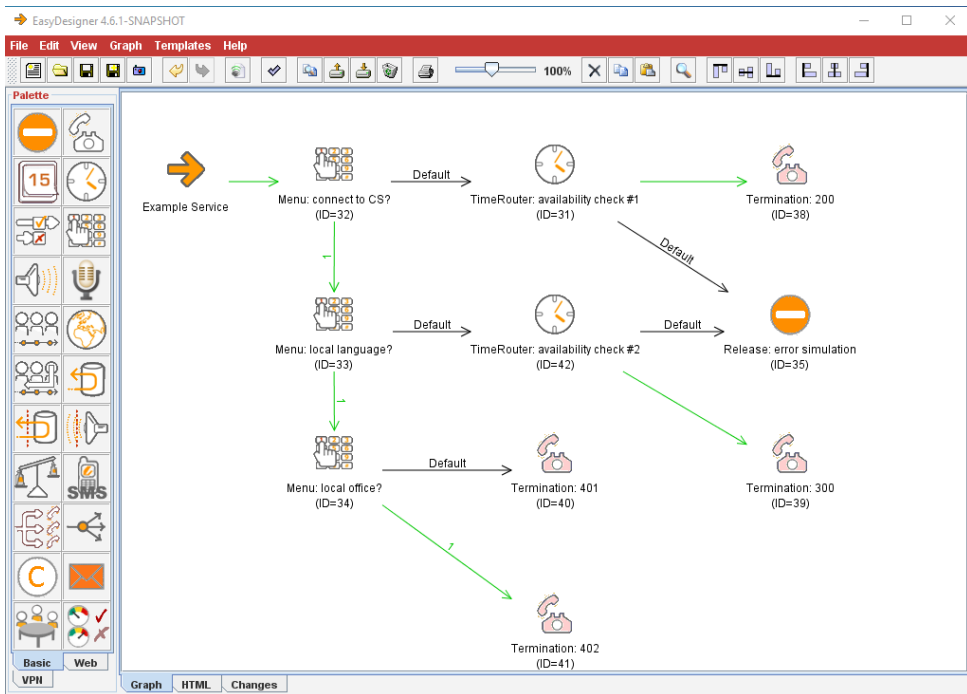 EasyDesigner 4.6.1-SNAPSHOT
File Edit View Graph Templates Help
100%
Palette
15
SMS
C
Basic Web
VPN
Example Service
Menu: connect to CS?
(ID=32)
Default
TimeRouter: availability check #1
(ID=31)
Termination: 200
(ID=38)
1
Default
Menu: local language?
(ID=33)
Default
TimeRouter: availability check #2
(ID=42)
Default
Release: error simulation
(ID=35)
1
Menu: local office?
(ID=34)
Default
Termination: 401
(ID=40)
Termination: 300
(ID=39)
1
Termination: 402
(ID=41)
Graph HTML Changes